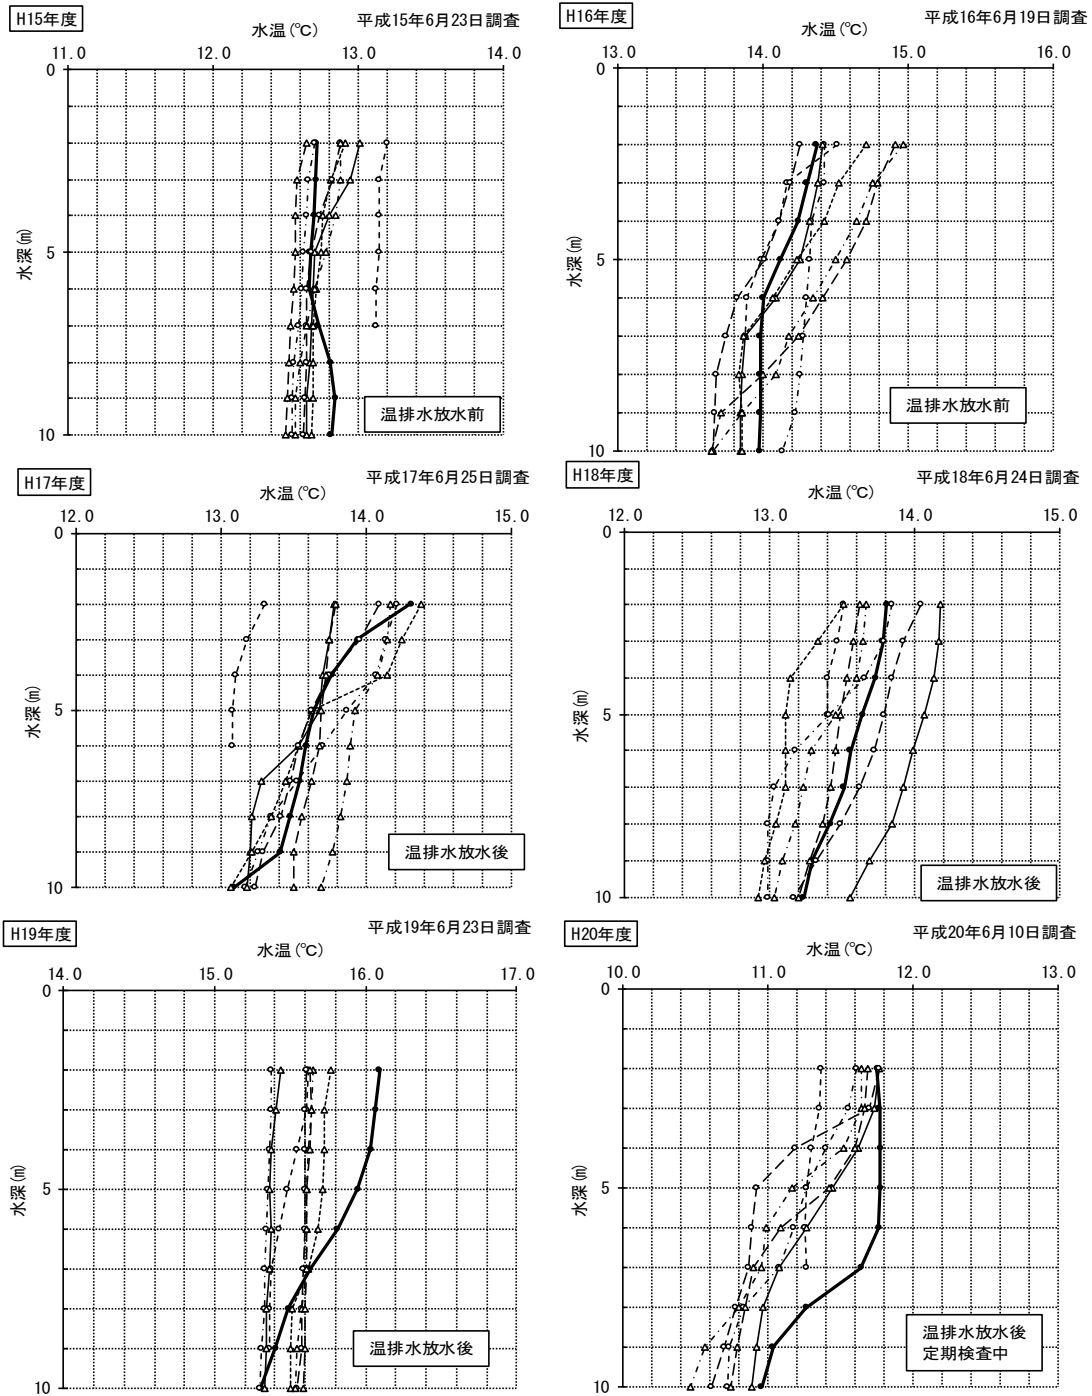 H15年度
平成15年6月23日調査
水温(℃)
11.0 12.0 13.0 14.0
0
5
10
水深(m)
温排水放水前
H16年度
平成16年6月19日調査
水温(℃)
13.0 14.0 15.0 16.0
0
5
10
水深(m)
温排水放水前
H17年度
平成17年6月25日調査
水温(℃)
12.0 13.0 14.0 15.0
0
5
10
水深(m)
温排水放水後
H18年度
平成18年6月24日調査
水温(℃)
12.0 13.0 14.0 15.0
0
5
10
水深(m)
温排水放水後
H19年度
平成19年6月23日調査
水温(℃)
14.0 15.0 16.0 17.0
0
5
10
水深(m)
温排水放水後
H20年度
平成20年6月10日調査
水温(℃)
10.0 11.0 12.0 13.0
0
5
10
水深(m)
温排水放水後
定期検査中